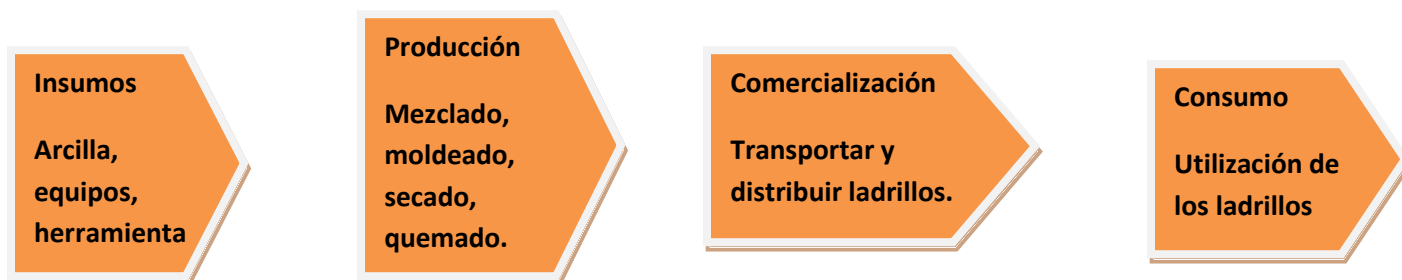 Insumos
Arcilla,
equipos,
herramienta
Producción
Mezclado,
moldeado,
secado,
quemado.
Comercialización
Transportar y
distribuir ladrillos.
Consumo
Utilización de
los ladrillos